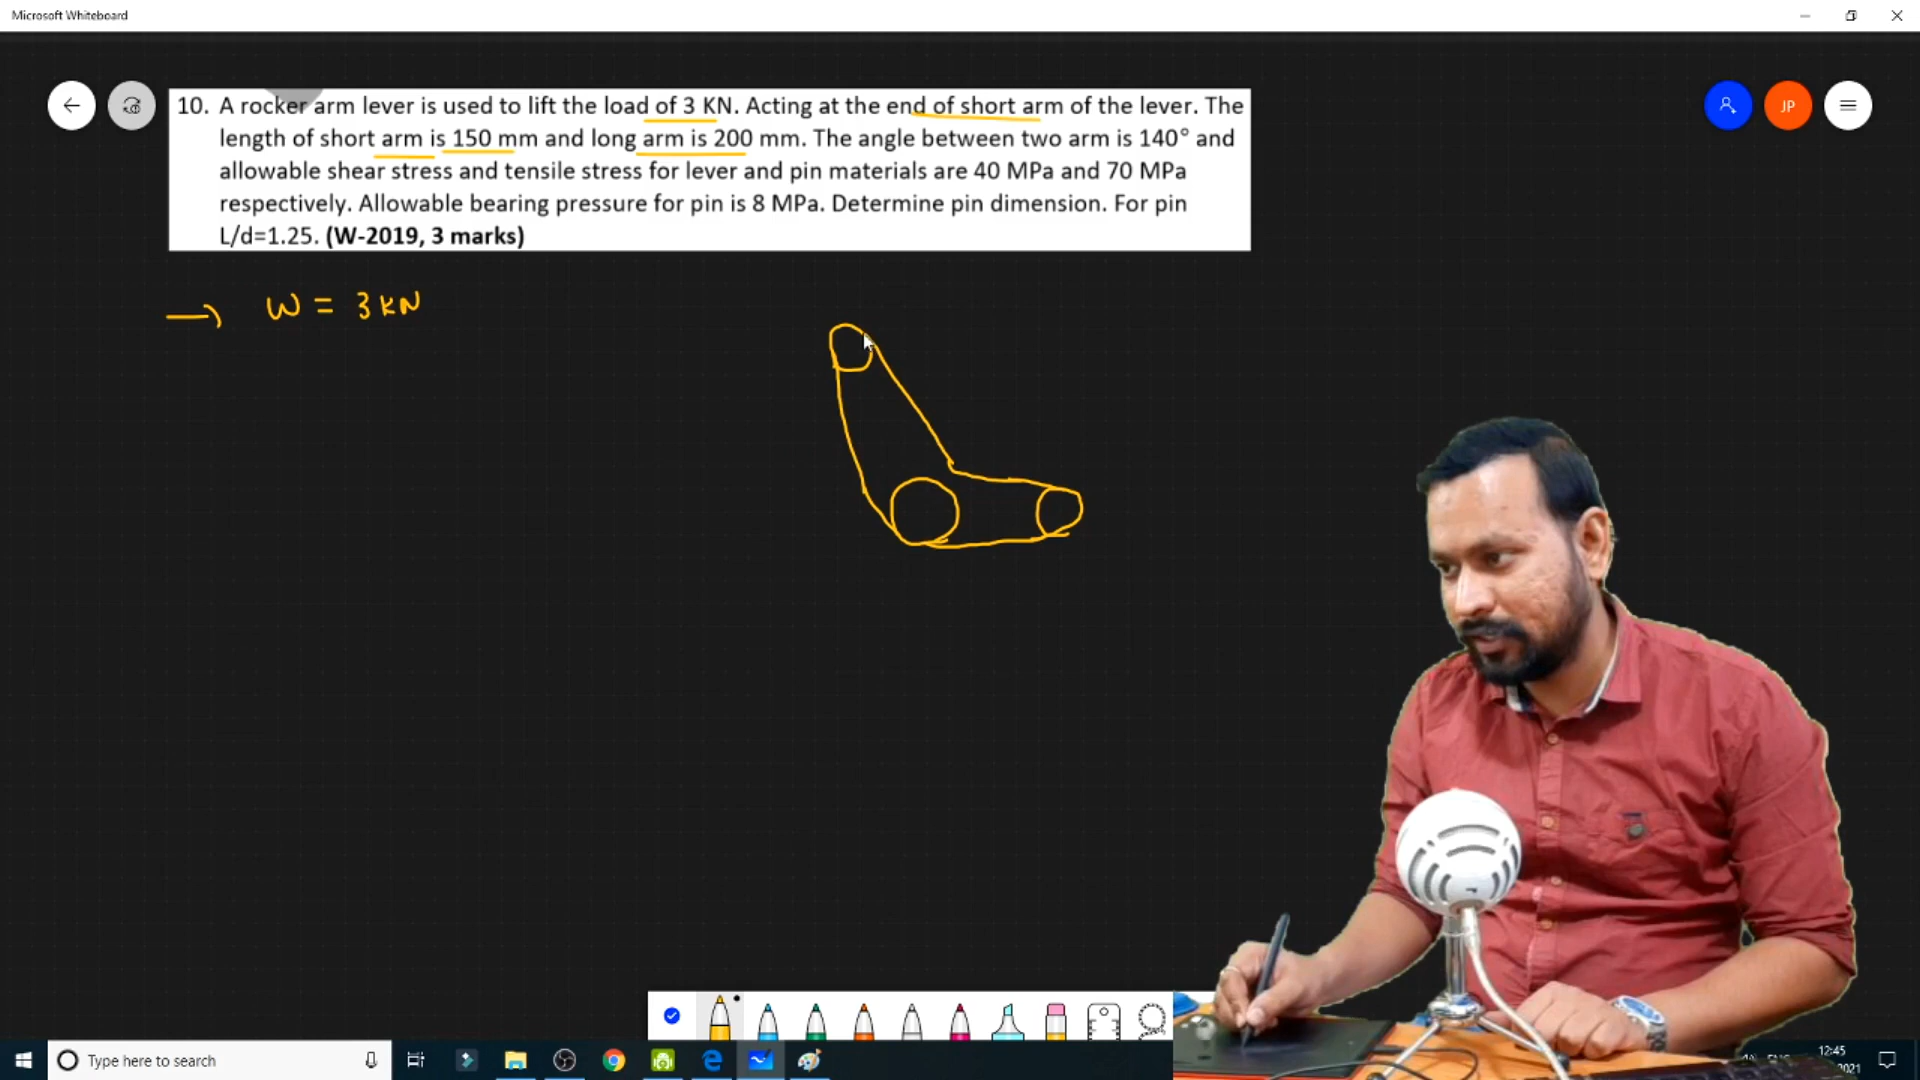 Microsoft Whiteboard
10. A rocker arm lever is used to lift the load of 3 KN. Acting at the end of short arm of the lever. The
length of short arm is 150 mm and long arm is 200 mm. The angle between two arm is 140° and
allowable shear stress and tensile stress for lever and pin materials are 40 MPa and 70 MPa
respectively. Allowable bearing pressure for pin is 8 MPa. Determine pin dimension. For pin
L/d=1.25. (W-2019, 3 marks)
JP
→ W = 3 KN
Type here to search
12:45
2021